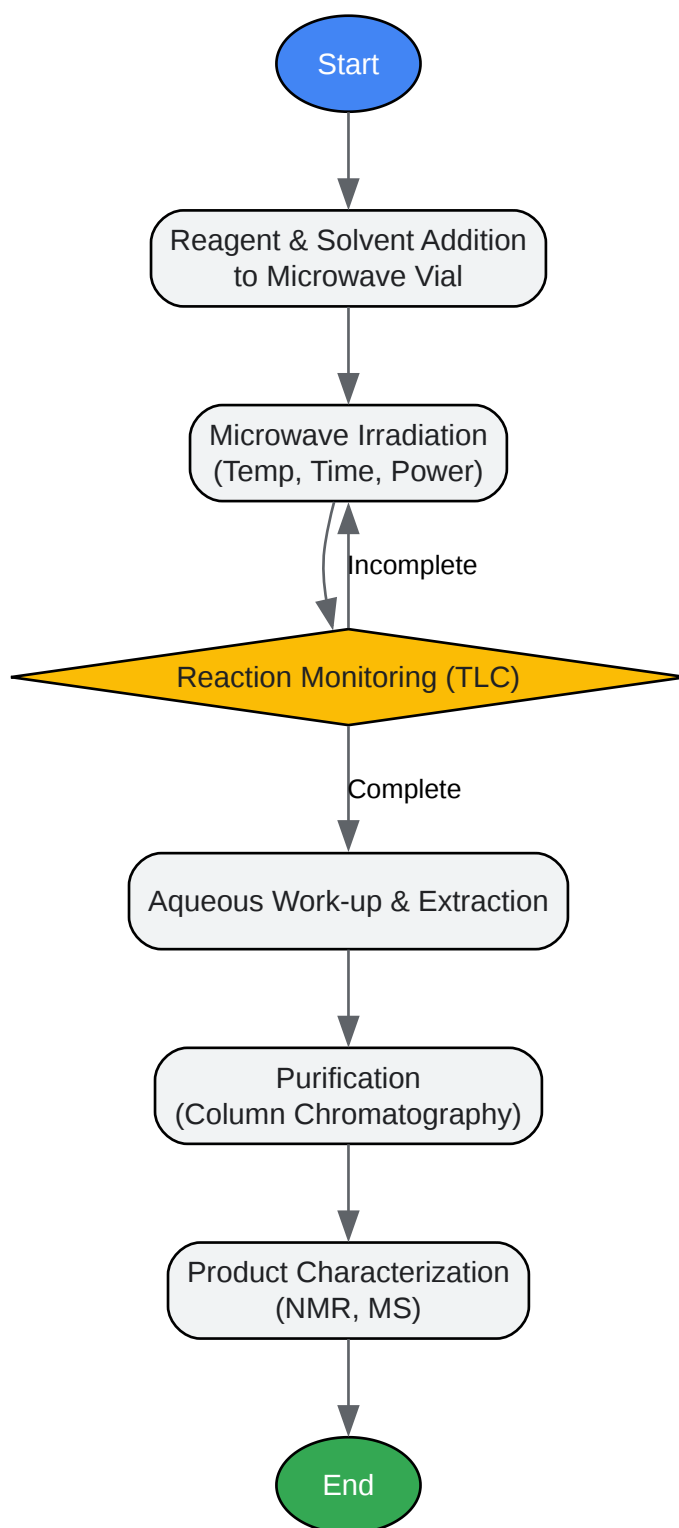 Start
Reagent & Solvent Addition
to Microwave Vial
Microwave Irradiation
(Temp, Time, Power)
Incomplete
Reaction Monitoring (TLC)
Complete
Aqueous Work-up & Extraction
Purification
(Column Chromatography)
Product Characterization
(NMR, MS)
End